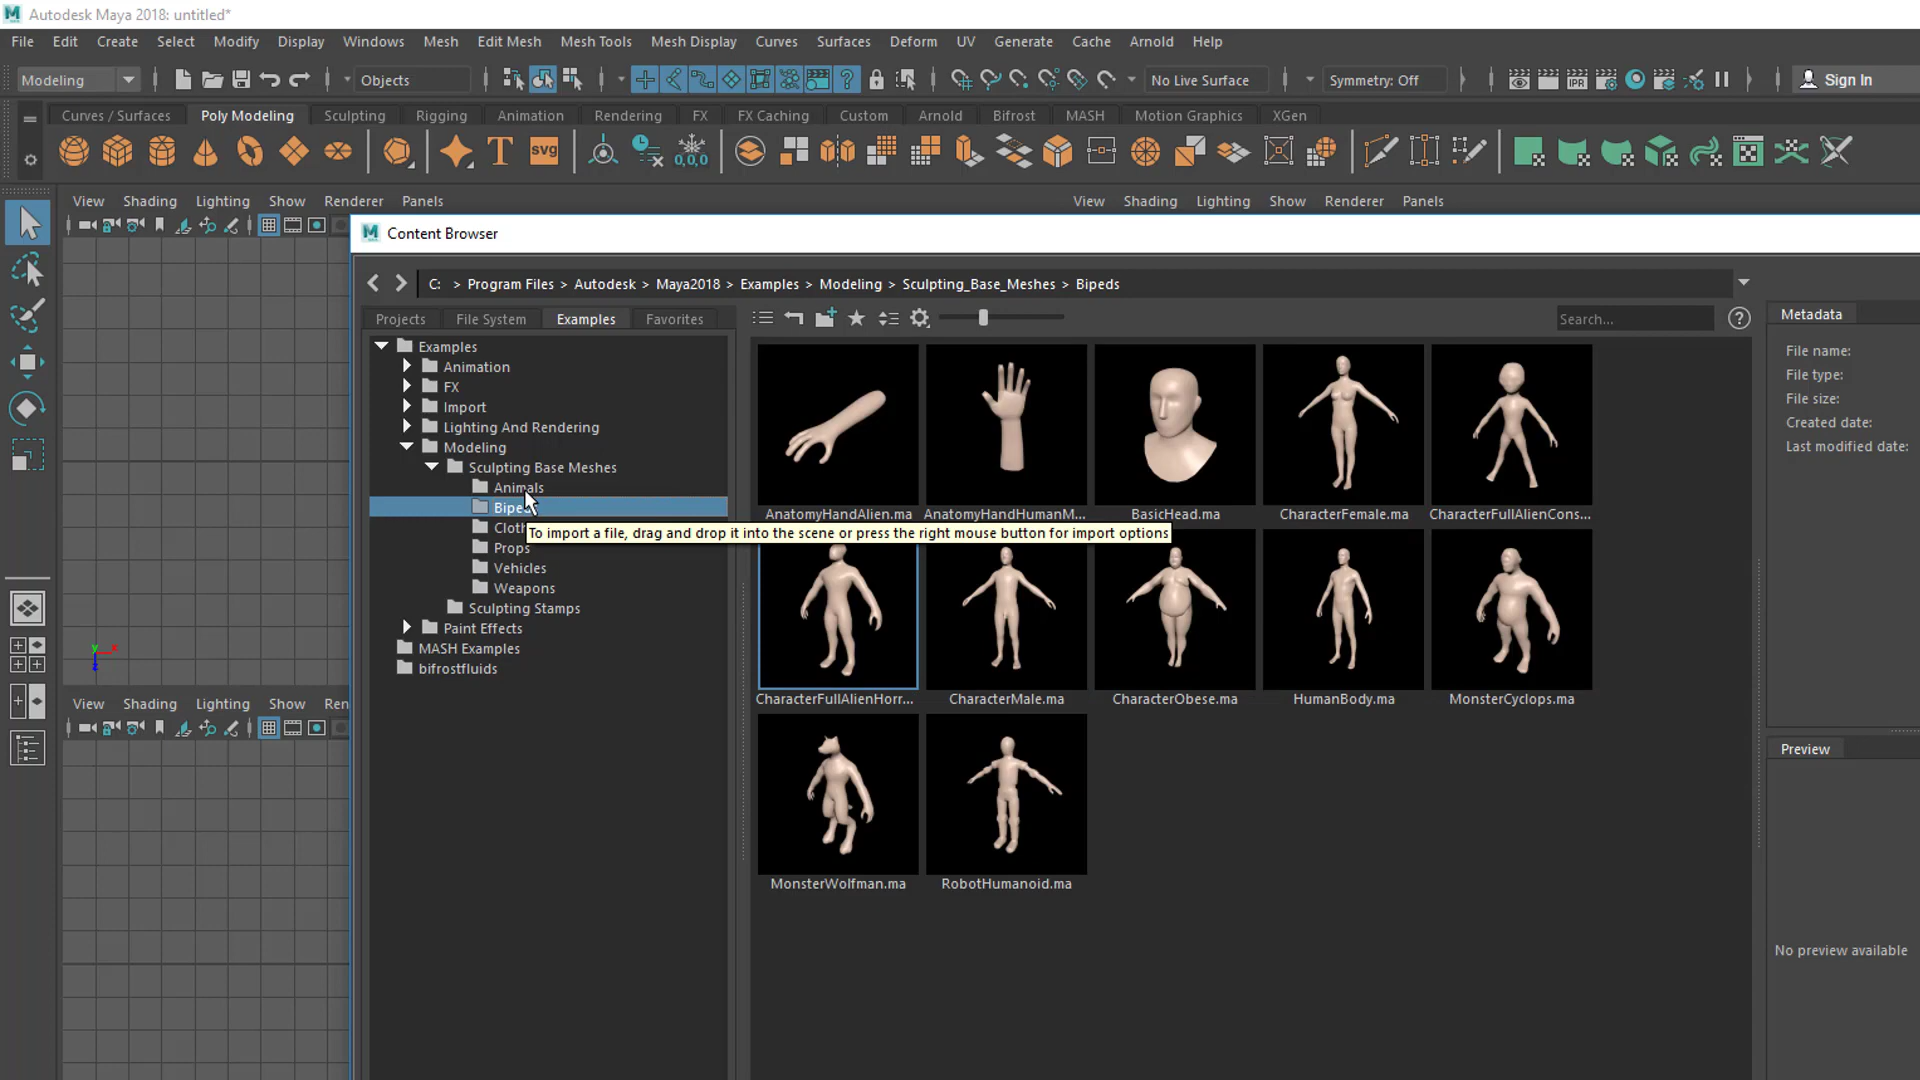 Autodesk Maya 2018: untitled*
File Edit Create Select Modify Display Windows Mesh Edit Mesh Mesh Tools Mesh Display Curves Surfaces Deform UV Generate Cache Arnold Help
Modeling Objects No Live Surface Symmetry: Off Sign In
Curves / Surfaces Poly Modeling Sculpting Rigging Animation Rendering FX FX Caching Custom Arnold Bifrost MASH Motion Graphics XGen
T SVG 0,0,0 IPR
View Shading Lighting Show Renderer Panels
View Shading Lighting Show Renderer Panels
Content Browser
C: > Program Files > Autodesk > Maya2018 > Examples > Modeling > Sculpting_Base_Meshes > Bipeds
Projects File System Examples Favorites
Search...
Examples
Animation
FX
Import
Lighting And Rendering
Modeling
Sculpting Base Meshes
Animals
Cloth
Props
Vehicles
Weapons
Sculpting Stamps
Paint Effects
MASH Examples
bifrostfluids
To import a file, drag and drop it into the scene or press the right mouse button for import options
AnatomyHandAlien.ma AnatomyHandHumanM... BasicHead.ma CharacterFemale.ma CharacterFullAlienCons...
CharacterFullAlienHorr... CharacterMale.ma CharacterObese.ma HumanBody.ma MonsterCyclops.ma
MonsterWolfman.ma RobotHumanoid.ma
Metadata
File name:
File type:
File size:
Created date:
Last modified date:
Preview
No preview available
View Shading Lighting Show Ren
y x z